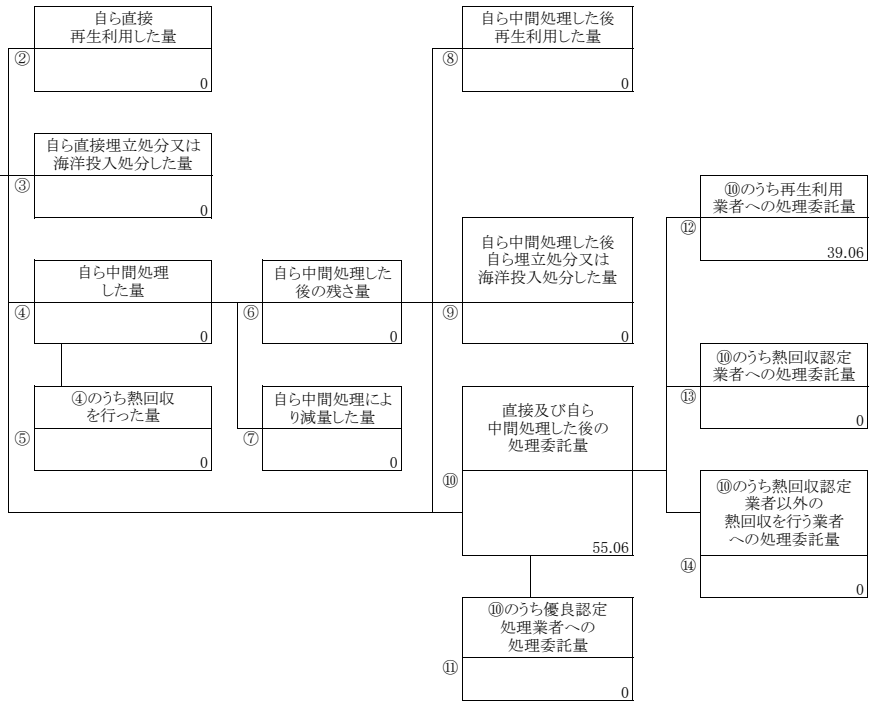 自ら直接
再生利用した量
②
0
自ら直接埋立処分又は
海洋投入処分した量
③
0
自ら中間処理
した量
④
0
④のうち熱回収
を行った量
⑤
0
自ら中間処理した
後の残さ量
⑥
0
自ら中間処理によ
り減量した量
⑦
0
自ら中間処理した後
再生利用した量
⑧
0
自ら中間処理した後
自ら埋立処分又は
海洋投入処分した量
⑨
0
直接及び自ら
中間処理した後の
処理委託量
⑩
55.06
⑩のうち優良認定
処理業者への
処理委託量
⑪
0
⑩のうち再生利用
業者への処理委託量
⑫
39.06
⑩のうち熱回収認定
業者への処理委託量
⑬
0
⑩のうち熱回収認定
業者以外の
熱回収を行う業者
への処理委託量
⑭
0